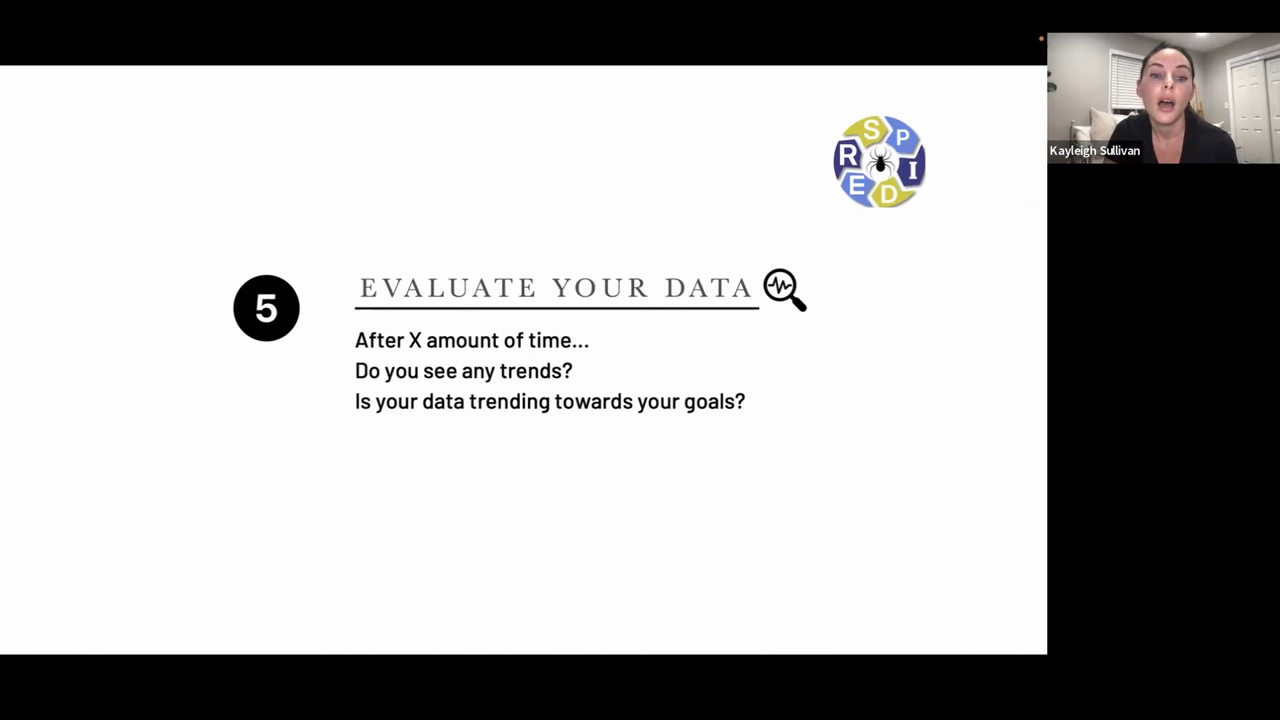 S P I D E R
5
EVALUATE YOUR DATA
After X amount of time...
Do you see any trends?
Is your data trending towards your goals?
Kayleigh Sullivan